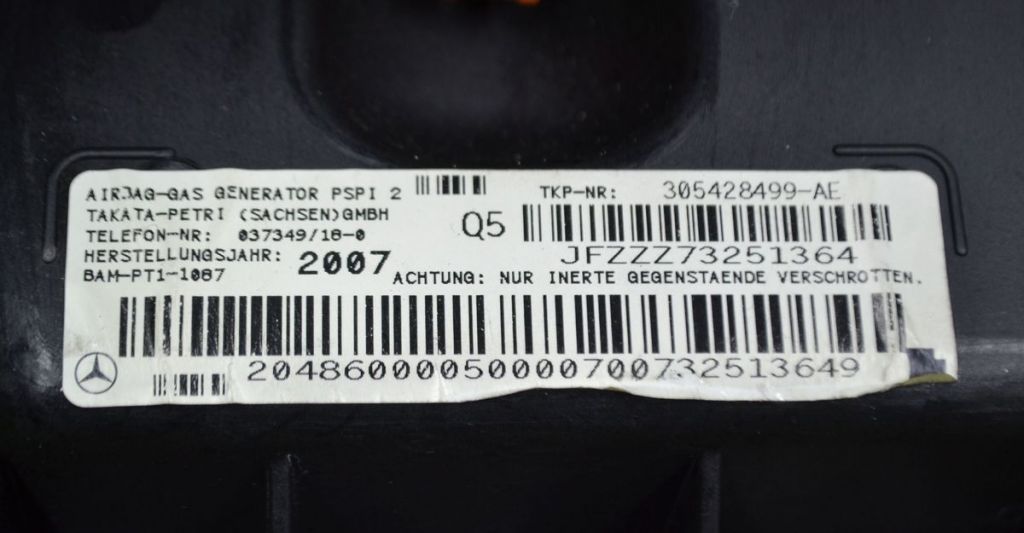 AIRBAG-GAS GENERATOR PSPI 2
TAKATA-PETRI (SACHSEN)GMBH
TELEFON-NR: 037349/18-0
HERSTELLUNGSJAHR: 2007
BAM-PT1-1087
TKP-NR: 305428499-AE
Q5
JFZZZ73251364
ACHTUNG: NUR INERTE GEGENSTAENDE VERSCHROTTEN.
20486000050000700732513649